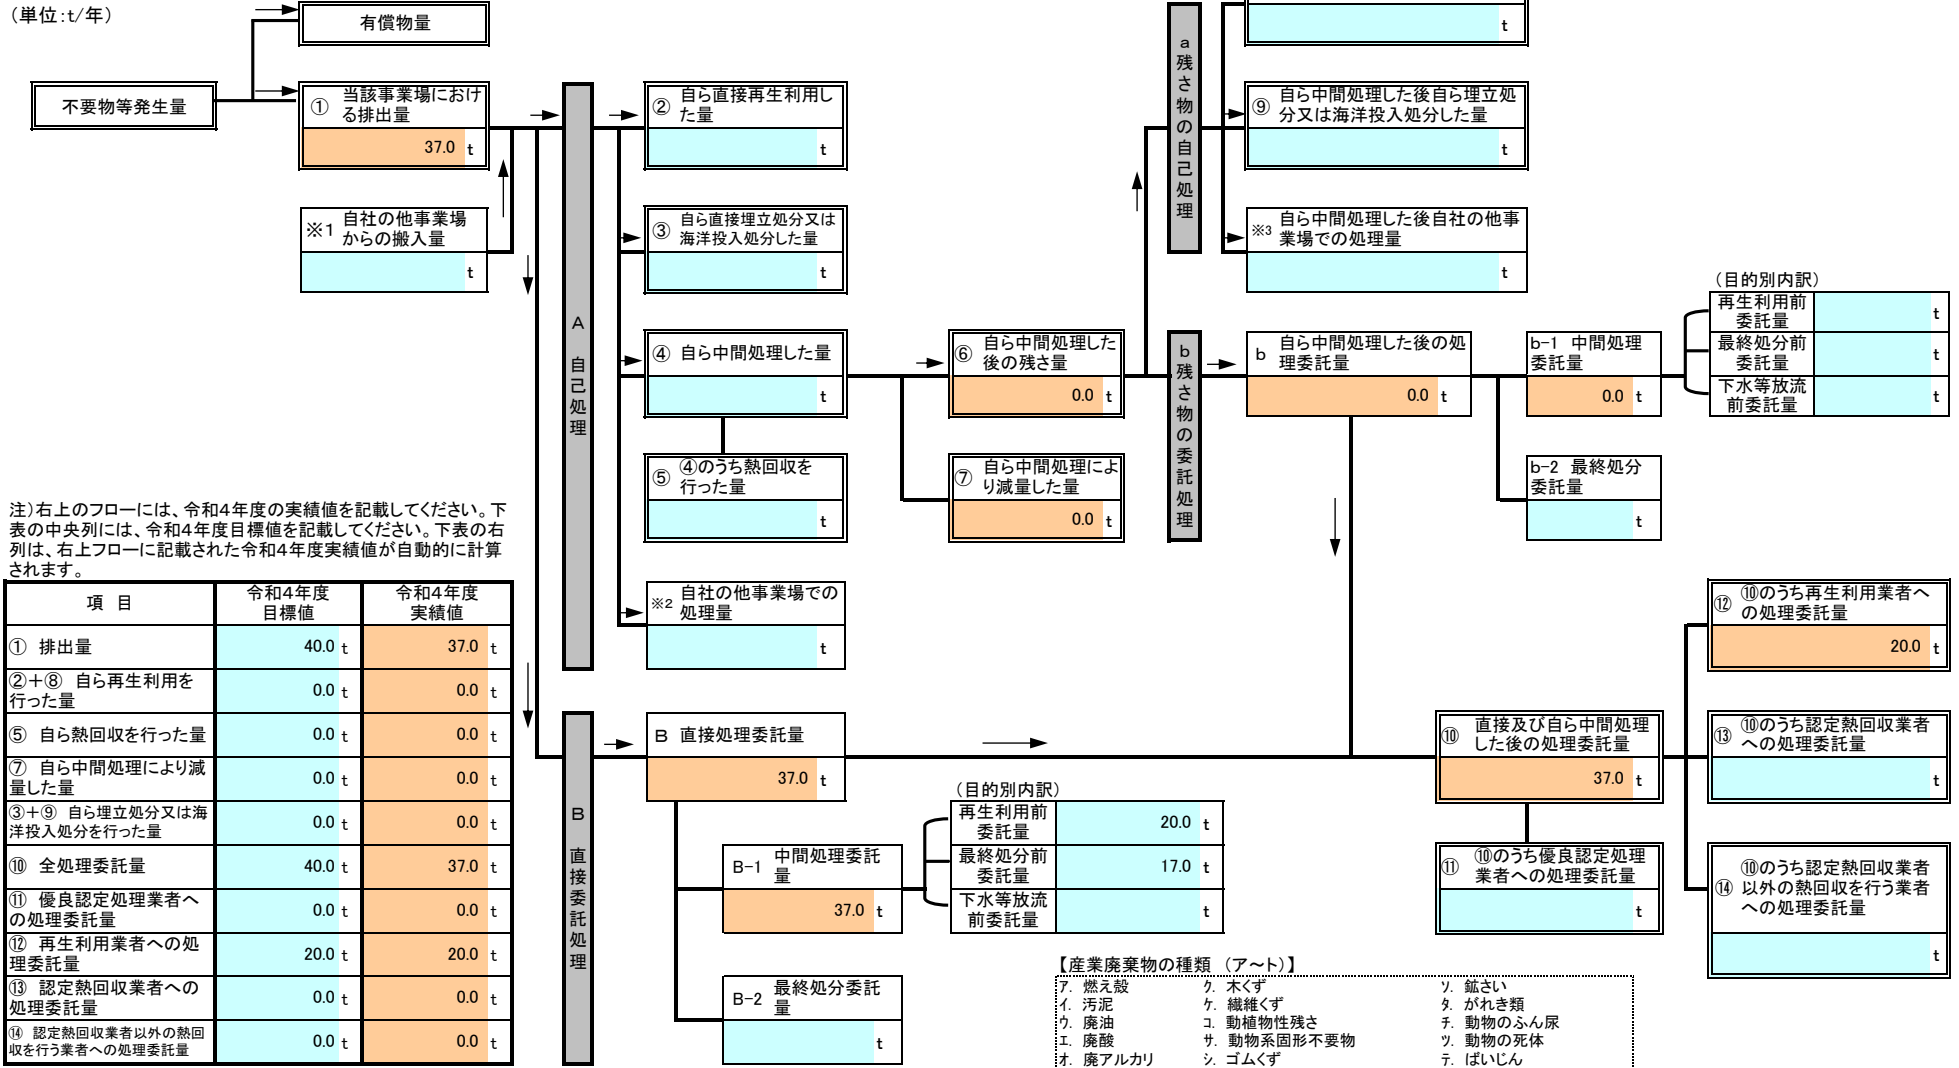 (単位:t/年)
有償物量
不要物等発生量
① 当該事業場におけ
る排出量
37.0 t
※1 自社の他事業場
からの搬入量
t
A 自己処理
② 自ら直接再生利用し
た量
t
③ 自ら直接埋立処分又は
海洋投入処分した量
t
④ 自ら中間処理した量
t
⑤ ④のうち熱回収を
行った量
t
※2 自社の他事業場での
処理量
t
⑥ 自ら中間処理した
後の残さ量
0.0 t
⑦ 自ら中間処理によ
り減量した量
0.0 t
a 残さ物の自己処理
t
⑨ 自ら中間処理した後自ら埋立処
分又は海洋投入処分した量
t
※3 自ら中間処理した後自社の他事
業場での処理量
t
b 残さ物の委託処理
b 自ら中間処理した後の処
理委託量
0.0 t
b-1 中間処理
委託量
0.0 t
b-2 最終処分
委託量
t
(目的別内訳)
再生利用前
委託量 t
最終処分前
委託量 t
下水等放流
前委託量 t
注)右上のフローには、令和4年度の実績値を記載してください。下
表の中央列には、令和4年度目標値を記載してください。下表の右
列は、右上フローに記載された令和4年度実績値が自動的に計算
されます。
項 目 令和4年度
目標値 令和4年度
実績値
① 排出量 40.0 t 37.0 t
②+⑧ 自ら再生利用を
行った量 0.0 t 0.0 t
⑤ 自ら熱回収を行った量 0.0 t 0.0 t
⑦ 自ら中間処理により減
量した量 0.0 t 0.0 t
③+⑨ 自ら埋立処分又は海
洋投入処分を行った量 0.0 t 0.0 t
⑩ 全処理委託量 40.0 t 37.0 t
⑪ 優良認定処理業者へ
の処理委託量 0.0 t 0.0 t
⑫ 再生利用業者への処
理委託量 20.0 t 20.0 t
⑬ 認定熱回収業者への
処理委託量 0.0 t 0.0 t
⑭ 認定熱回収業者以外の熱回
収を行う業者への処理委託量 0.0 t 0.0 t
B 直接委託処理
B 直接処理委託量
37.0 t
B-1 中間処理委託
量
37.0 t
B-2 最終処分委託
量
t
(目的別内訳)
再生利用前
委託量 20.0 t
最終処分前
委託量 17.0 t
下水等放流
前委託量 t
⑩ 直接及び自ら中間処理
した後の処理委託量
37.0 t
⑪ ⑩のうち優良認定処理
業者への処理委託量
t
⑫ ⑩のうち再生利用業者へ
の処理委託量
20.0 t
⑬ ⑩のうち認定熱回収業者
への処理委託量
t
⑭ ⑩のうち認定熱回収業者
以外の熱回収を行う業者
への処理委託量
t
【産業廃棄物の種類 (ア~ト)】
ア. 燃え殻 ク. 木くず ソ. 鉱さい
イ. 汚泥 ケ. 繊維くず タ. がれき類
ウ. 廃油 コ. 動植物性残さ チ. 動物のふん尿
エ. 廃酸 サ. 動物系固形不要物 ツ. 動物の死体
オ. 廃アルカリ シ. ゴムくず テ. ばいじん